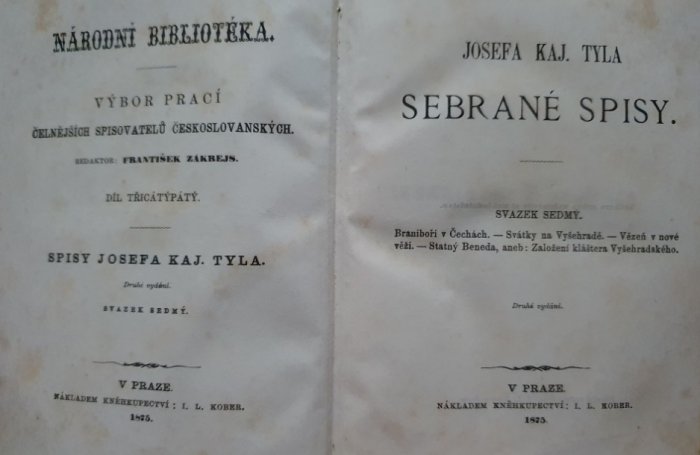 NÁRODNÍ BIBLIOTÉKA.
VÝBOR PRACÍ
ČELNĚJŠÍCH SPISOVATELŮ ČESKOSLOVANSKÝCH.
REDAKTOR: FRANTIŠEK ZÁKREJS.
DÍL TŘICÁTÝPÁTÝ.
SPISY JOSEFA KAJ. TYLA.
Druhé vydání.
SVAZEK SEDMÝ.
V PRAZE.
NÁKLADEM KNĚHKUPECTVÍ: I. L. KOBER.
1875.
JOSEFA KAJ. TYLA
SEBRANÉ SPISY.
SVAZEK SEDMÝ.
Braniboři v Čechách. — Svátky na Vyšehradě. — Vězeň v nové
věži. — Statný Beneda, aneb: Založení kláštera Vyšehradského.
Druhé vydání.
V PRAZE.
NÁKLADEM KNĚHKUPECTVÍ: I. L. KOBER.
1875.